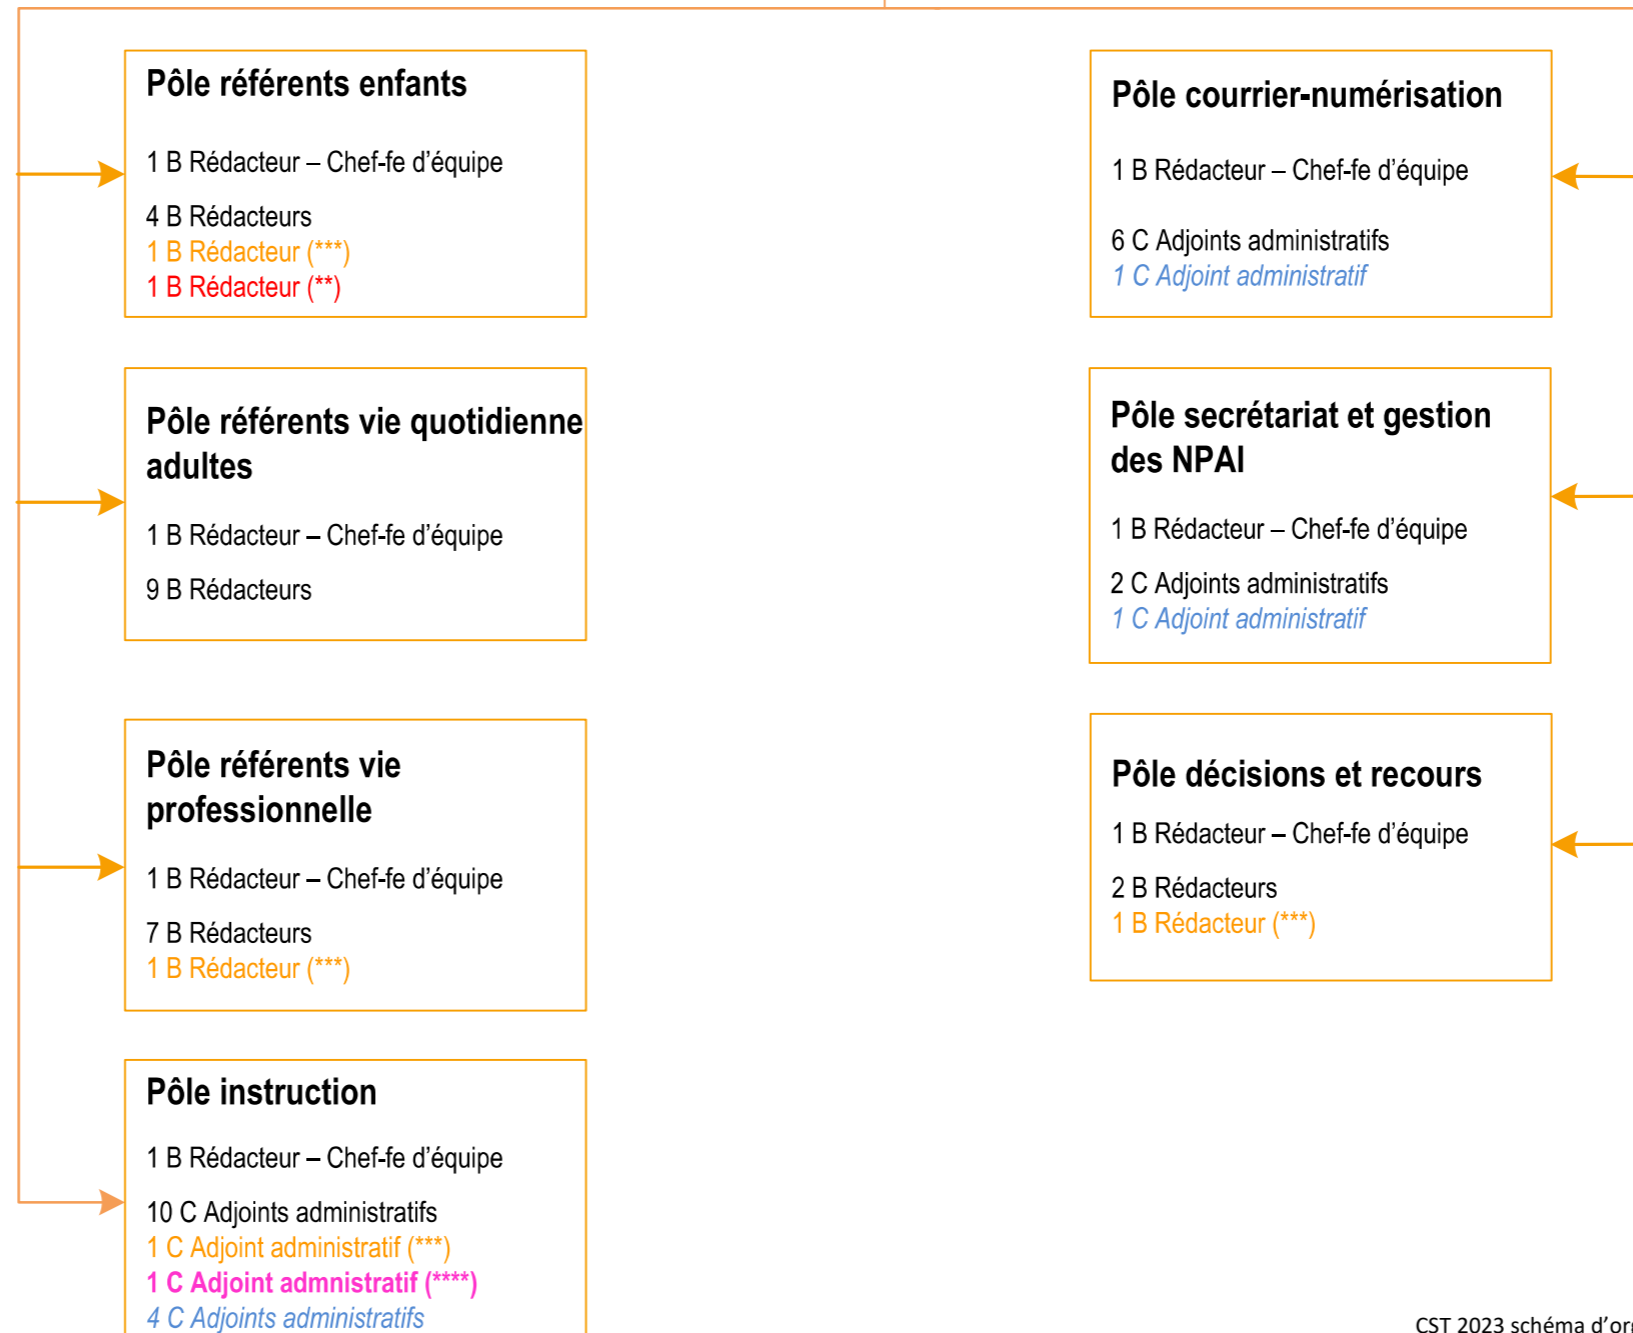 Pôle référents enfants
1 B Rédacteur – Chef-fe d’équipe
4 B Rédacteurs
1 B Rédacteur (***)
1 B Rédacteur (**)
Pôle référents vie quotidienne
adultes
1 B Rédacteur – Chef-fe d’équipe
9 B Rédacteurs
Pôle référents vie
professionnelle
1 B Rédacteur – Chef-fe d’équipe
7 B Rédacteurs
1 B Rédacteur (***)
Pôle instruction
1 B Rédacteur – Chef-fe d’équipe
10 C Adjoints administratifs
1 C Adjoint administratif (***)
1 C Adjoint admnistratif (****)
4 C Adjoints administratifs
Pôle courrier-numérisation
1 B Rédacteur – Chef-fe d’équipe
6 C Adjoints administratifs
1 C Adjoint administratif
Pôle secrétariat et gestion
des NPAI
1 B Rédacteur – Chef-fe d’équipe
2 C Adjoints administratifs
1 C Adjoint administratif
Pôle décisions et recours
1 B Rédacteur – Chef-fe d’équipe
2 B Rédacteurs
1 B Rédacteur (***)
CST 2023 schéma d’org